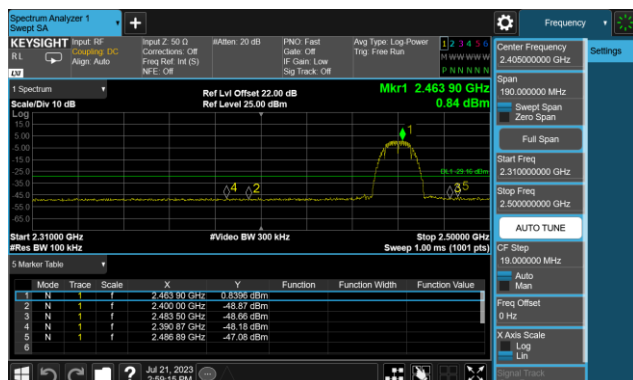 Spectrum Analyzer 1
Swept SA
+
Frequency
KEYSIGHT
RL
LXI
Input: RF
Coupling: DC
Align: Auto
Input Z: 50 Ω
Corrections: Off
Freq Ref: Int (S)
NFE: Off
#Atten: 20 dB
PNO: Fast
Gate: Off
IF Gain: Low
Sig Track: Off
Avg Type: Log-Power
Trig: Free Run
1 2 3 4 5 6
M W W W W W
P N N N N N
1 Spectrum
Scale/Div 10 dB
Ref Lvl Offset 22.00 dB
Ref Level 25.00 dBm
Mkr1 2.463 90 GHz
0.84 dBm
Log
15.0
5.00
-5.00
-15.0
-25.0
-35.0
-45.0
-55.0
-65.0
1
DL1 -29.16 dBm
4
2
3
5
Start 2.31000 GHz
#Res BW 100 kHz
#Video BW 300 kHz
Stop 2.50000 GHz
Sweep 1.00 ms (1001 pts)
5 Marker Table
Mode Trace Scale X Y Function Function Width Function Value
1 N 1 f 2.463 90 GHz 0.8396 dBm
2 N 1 f 2.400 00 GHz -48.87 dBm
3 N 1 f 2.483 50 GHz -48.66 dBm
4 N 1 f 2.390 87 GHz -48.18 dBm
5 N 1 f 2.486 89 GHz -47.08 dBm
6
?
Jul 21, 2023
2:59:15 PM
Center Frequency
2.405000000 GHz
Settings
Span
190.000000 MHz
Swept Span
Zero Span
Full Span
Start Freq
2.310000000 GHz
Stop Freq
2.500000000 GHz
AUTO TUNE
CF Step
19.000000 MHz
Auto
Man
Freq Offset
0 Hz
X Axis Scale
Log
Lin
Signal Track